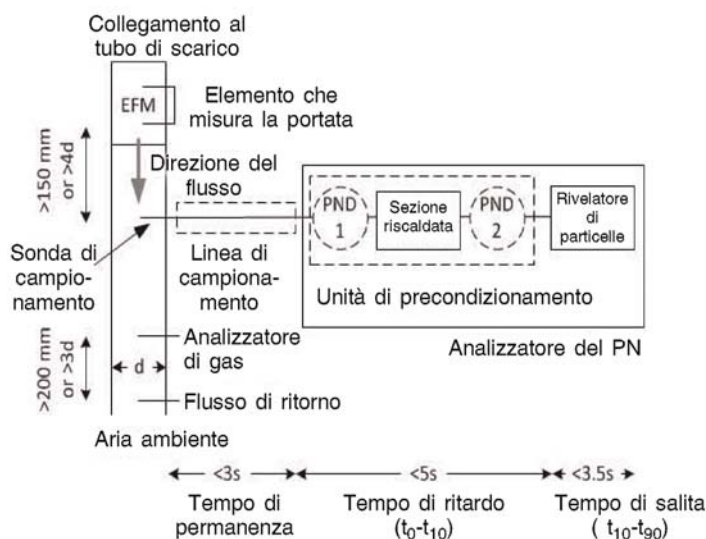 Collegamento al
tubo di scarico
EFM
Elemento che
misura la portata
>150 mm
or >4d
Direzione del
flusso
PND
1
Sezione
riscaldata
PND
2
Rivelatore
di
particelle
Sonda di
campio-
namento
Linea di
campiona-
mento
Unità di precondizionamento
Analizzatore del PN
>200 mm
or >3d
d
Analizzatore
di gas
Flusso di ritorno
Aria ambiente
<3s
<5s
<3.5s
Tempo di
permanenza
Tempo di ritardo
(t₀-t₁₀)
Tempo di salita
( t₁₀-t₉₀)